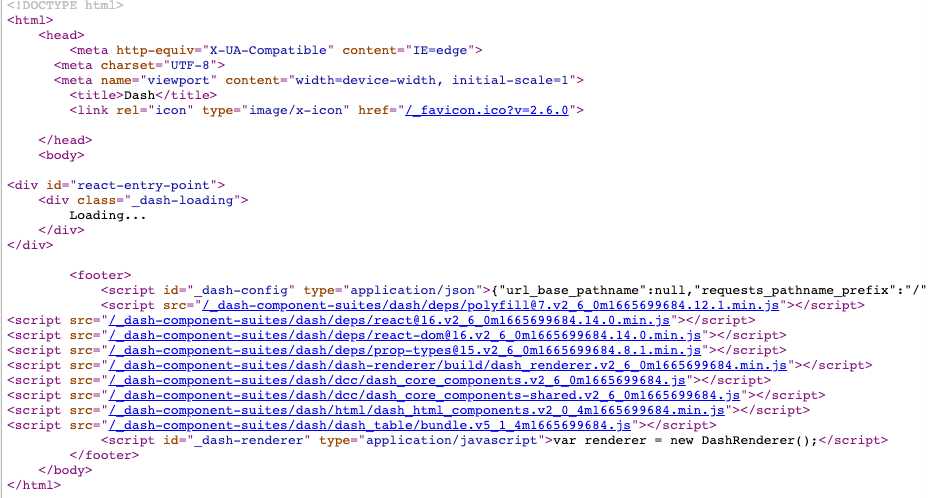 <!DOCTYPE html>
<html>
<head>
<meta http-equiv="X-UA-Compatible" content="IE=edge">
<meta charset="UTF-8">
<meta name="viewport" content="width=device-width, initial-scale=1">
<title>Dash</title>
<link rel="icon" type="image/x-icon" href="/_favicon.ico?v=2.6.0">
</head>
<body>
<div id="react-entry-point">
<div class="_dash-loading">
Loading...
</div>
</div>
<footer>
<script id="_dash-config" type="application/json">{"url_base_pathname":null,"requests_pathname_prefix":"/"
<script src="/_dash-component-suites/dash/deps/polyfill@7.v2_6_0m1665699684.12.1.min.js"></script>
<script src="/_dash-component-suites/dash/deps/react@16.v2_6_0m1665699684.14.0.min.js"></script>
<script src="/_dash-component-suites/dash/deps/react-dom@16.v2_6_0m1665699684.14.0.min.js"></script>
<script src="/_dash-component-suites/dash/deps/prop-types@15.v2_6_0m1665699684.8.1.min.js"></script>
<script src="/_dash-component-suites/dash/dash-renderer/build/dash_renderer.v2_6_0m1665699684.min.js"></script>
<script src="/_dash-component-suites/dash/dcc/dash_core_components.v2_6_0m1665699684.js"></script>
<script src="/_dash-component-suites/dash/dcc/dash_core_components-shared.v2_6_0m1665699684.js"></script>
<script src="/_dash-component-suites/dash/html/dash_html_components.v2_0_4m1665699684.min.js"></script>
<script src="/_dash-component-suites/dash/dash_table/bundle.v5_1_4m1665699684.js"></script>
<script id="_dash-renderer" type="application/javascript">var renderer = new DashRenderer();</script>
</footer>
</body>
</html>